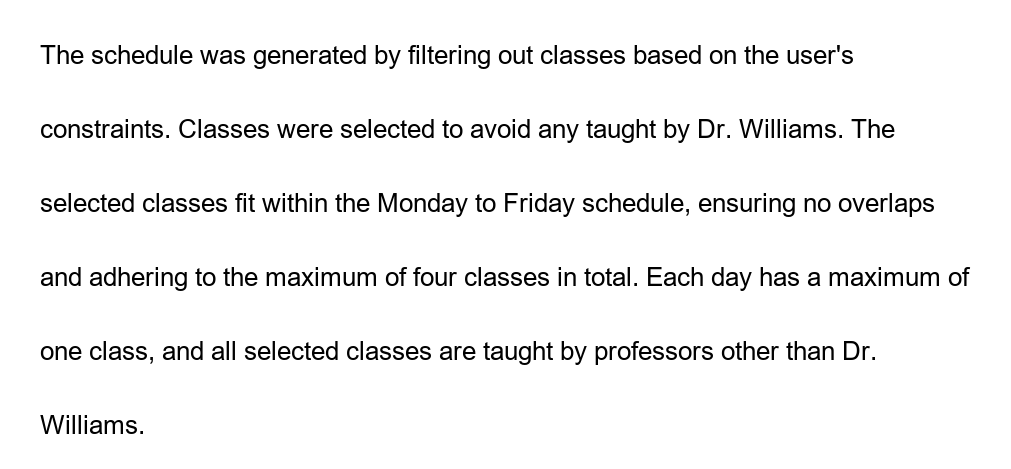 The schedule was generated by filtering out classes based on the user's
constraints. Classes were selected to avoid any taught by Dr. Williams. The
selected classes fit within the Monday to Friday schedule, ensuring no overlaps
and adhering to the maximum of four classes in total. Each day has a maximum of
one class, and all selected classes are taught by professors other than Dr.
Williams.